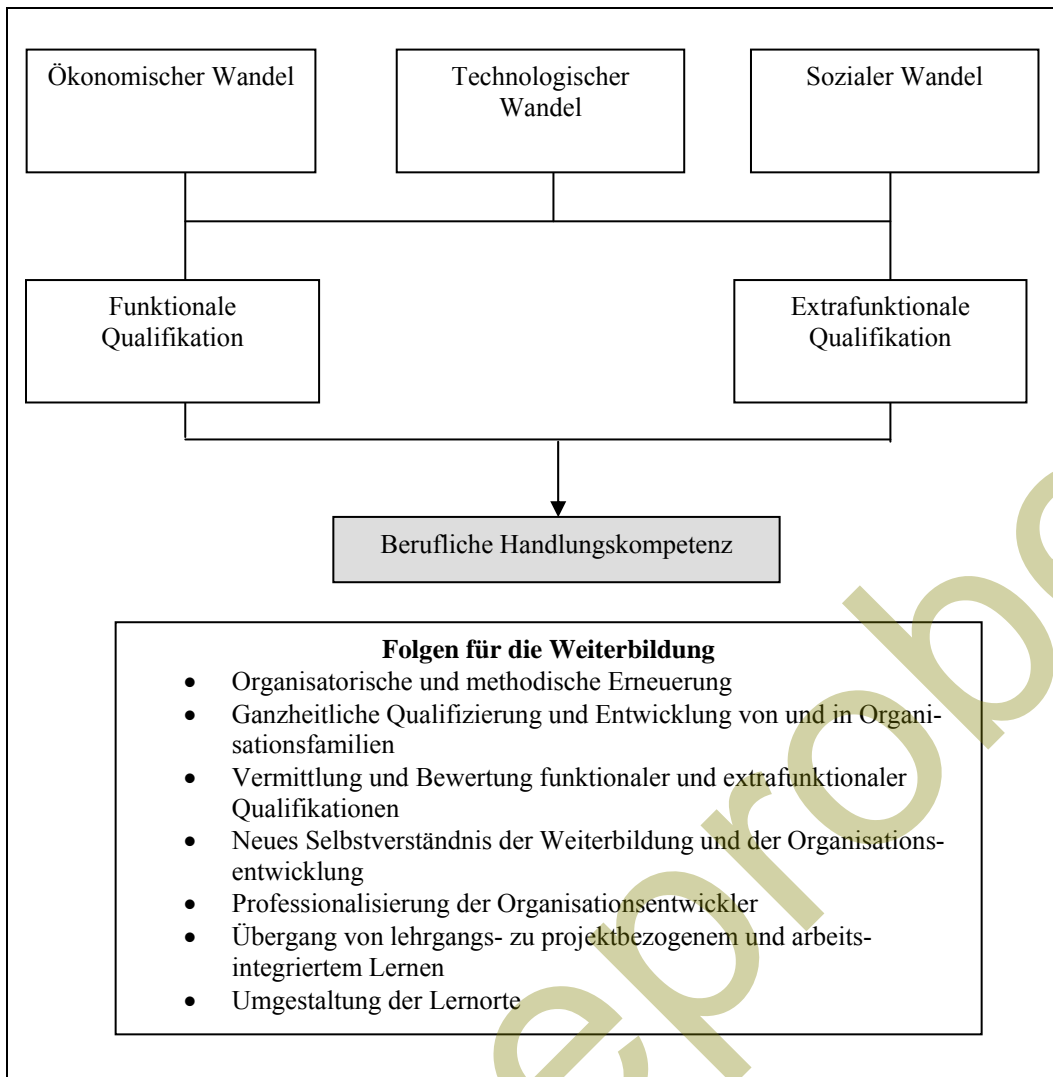 Ökonomischer Wandel
Technologischer
Wandel
Sozialer Wandel
Funktionale
Qualifikation
Extrafunktionale
Qualifikation
Berufliche Handlungskompetenz
Folgen für die Weiterbildung
• Organisatorische und methodische Erneuerung
• Ganzheitliche Qualifizierung und Entwicklung von und in Organi-
sationsfamilien
• Vermittlung und Bewertung funktionaler und extrafunktionaler
Qualifikationen
• Neues Selbstverständnis der Weiterbildung und der Organisations-
entwicklung
• Professionalisierung der Organisationsentwickler
• Übergang von lehrgangs- zu projektbezogenem und arbeits-
integriertem Lernen
• Umgestaltung der Lernorte
eprobe